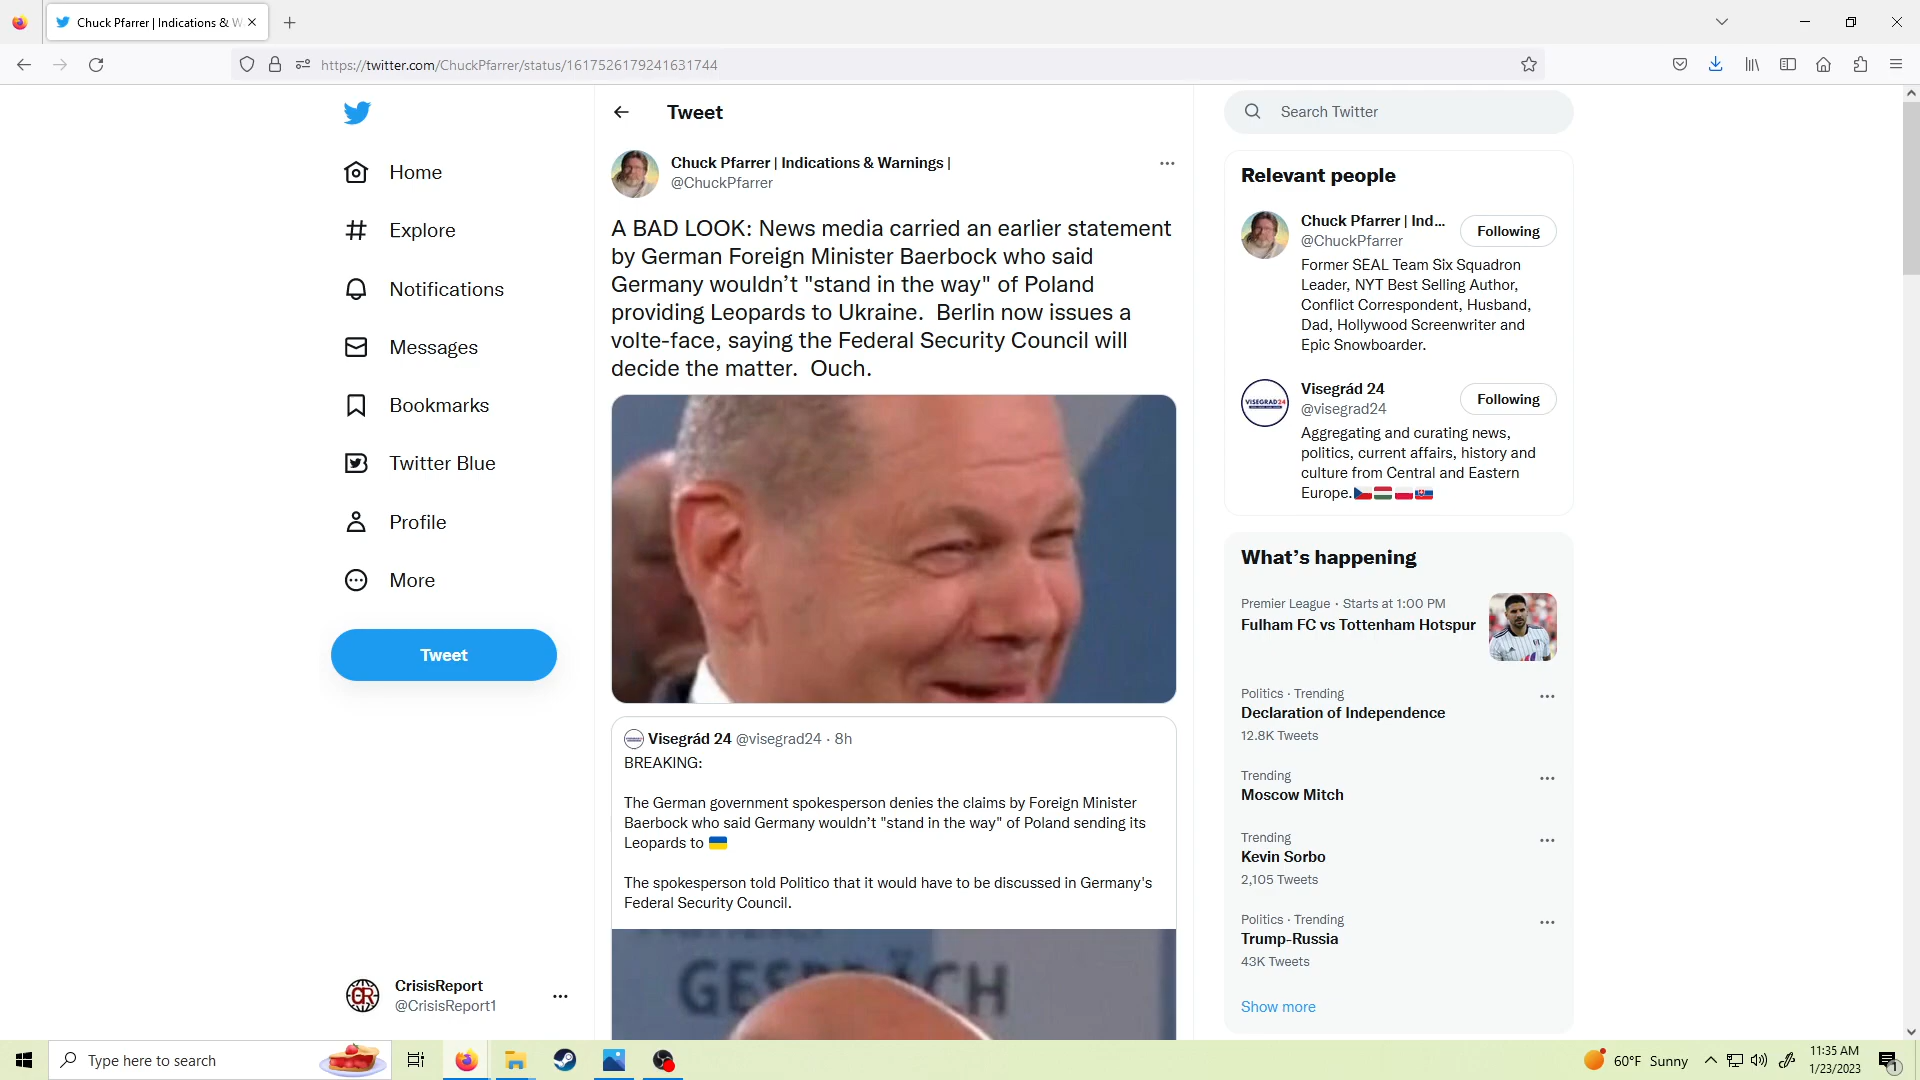 Chuck Pfarrer | Indications & W
https://twitter.com/ChuckPfarrer/status/1617526179241631744
Home
Explore
Notifications
Messages
Bookmarks
Twitter Blue
Profile
More
Tweet
CrisisReport
@CrisisReport1
Tweet
Chuck Pfarrer | Indications & Warnings |
@ChuckPfarrer
A BAD LOOK: News media carried an earlier statement
by German Foreign Minister Baerbock who said
Germany wouldn’t "stand in the way" of Poland
providing Leopards to Ukraine.  Berlin now issues a
volte-face, saying the Federal Security Council will
decide the matter.  Ouch.
Visegrád 24 @visegrad24 · 8h
BREAKING:
The German government spokesperson denies the claims by Foreign Minister
Baerbock who said Germany wouldn’t "stand in the way" of Poland sending its
Leopards to 🇺🇦
The spokesperson told Politico that it would have to be discussed in Germany's
Federal Security Council.
Search Twitter
Relevant people
Chuck Pfarrer | Ind...
Following
@ChuckPfarrer
Former SEAL Team Six Squadron
Leader, NYT Best Selling Author,
Conflict Correspondent, Husband,
Dad, Hollywood Screenwriter and
Epic Snowboarder.
VISEGRAD24
Visegrád 24
Following
@visegrad24
Aggregating and curating news,
politics, current affairs, history and
culture from Central and Eastern
Europe.🇨🇿🇭🇺🇵🇱🇸🇰
What’s happening
Premier League · Starts at 1:00 PM
Fulham FC vs Tottenham Hotspur
Politics · Trending
Declaration of Independence
12.8K Tweets
Trending
Moscow Mitch
Trending
Kevin Sorbo
2,105 Tweets
Politics · Trending
Trump-Russia
43K Tweets
Show more
Type here to search
60°F Sunny
11:35 AM
1/23/2023
1